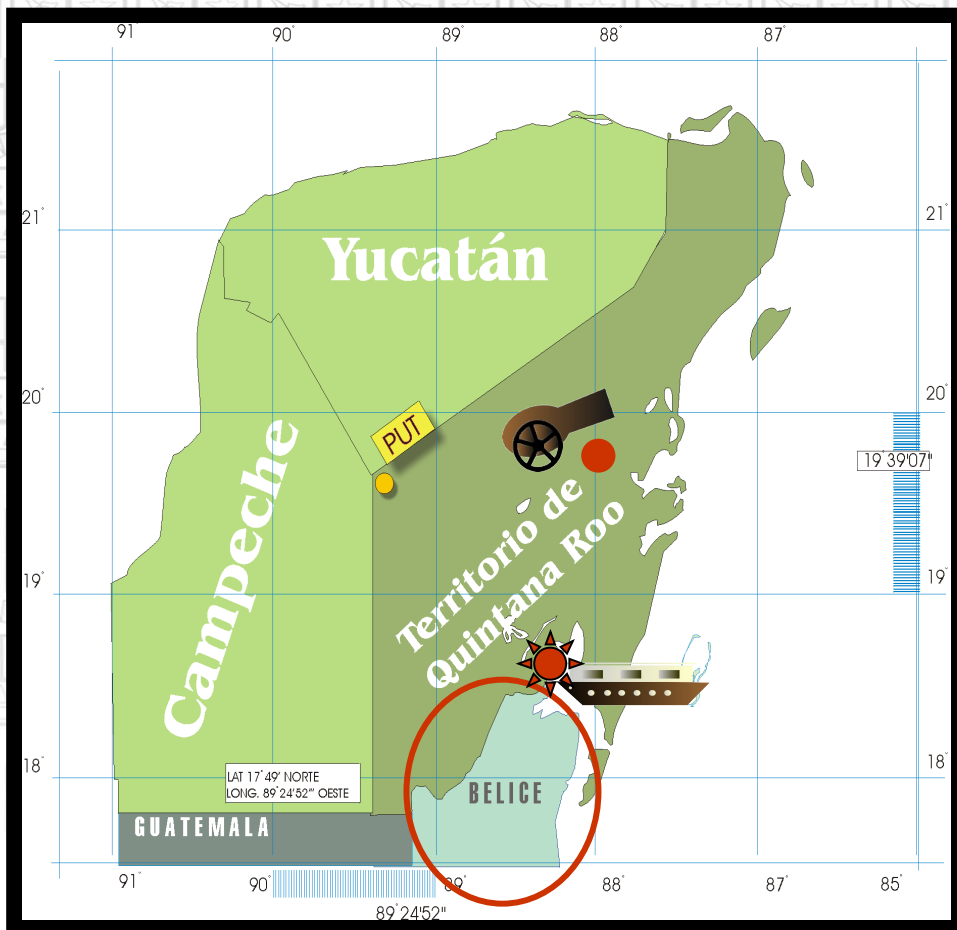 91°
90°
89°
88°
87°
21°
21°
Yucatán
20°
20°
PUT
19°39'07"
Campeche
Territorio de
Quintana Roo
19°
19°
18°
18°
LAT 17°49' NORTE
LONG. 89°24'52"' OESTE
BELICE
GUATEMALA
91°
90°
89°
88°
87°
85°
89°24'52"